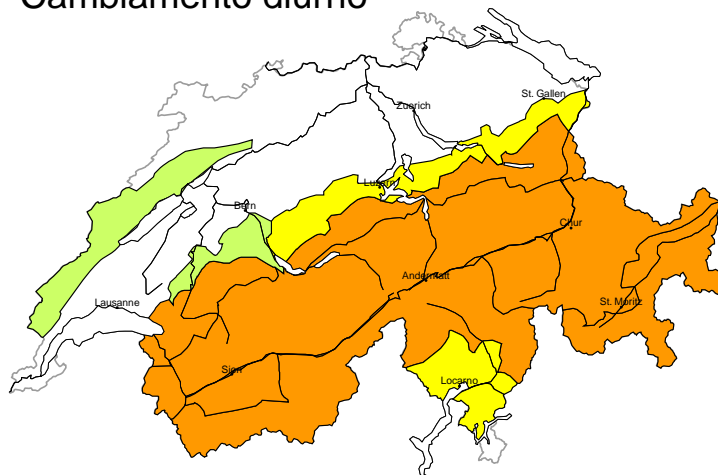 Cambiamento diurno
St. Gallen
Zuerich
Luzern
Bern
Chur
Andermatt
Lausanne
St. Moritz
Sion
Locarno